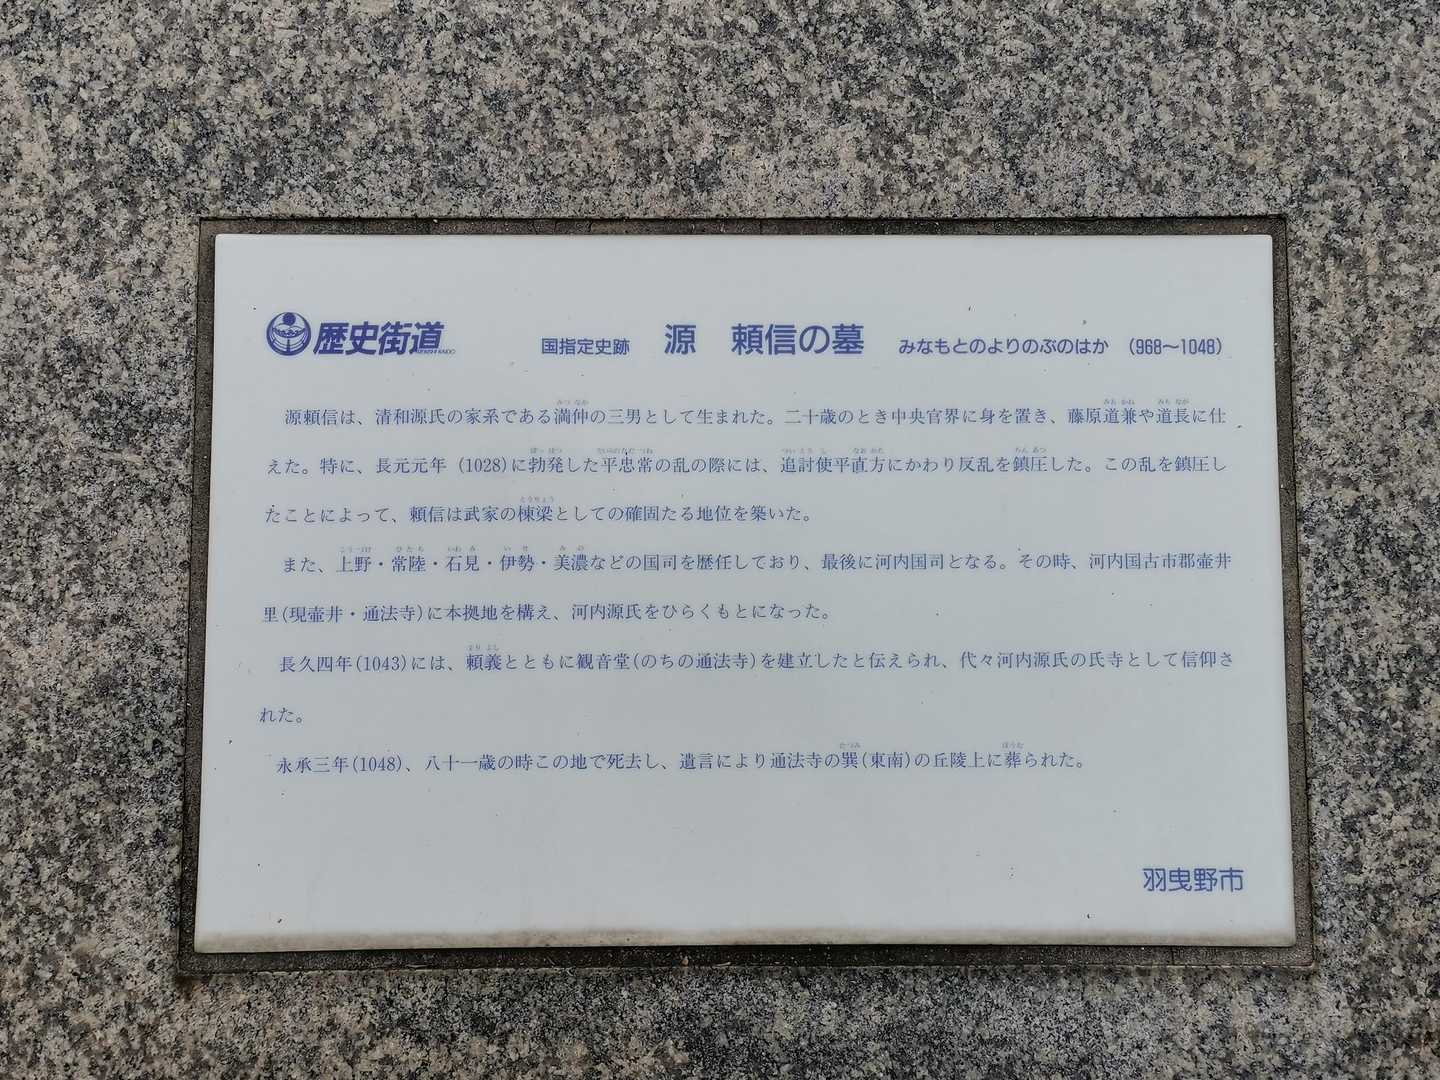 歴史街道
国指定史跡 源 頼信の墓 みなもとのよりのぶのはか (968〜1048)
源頼信は、清和源氏の家系である満仲の三男として生まれた。二十歳のとき中央官界に身を置き、藤原道兼や道長に仕
えた。特に、長元元年 (1028)に勃発した平忠常の乱の際には、追討使平直方にかわり反乱を鎮圧した。この乱を鎮圧し
たことによって、頼信は武家の棟梁としての確固たる地位を築いた。
また、上野・常陸・石見・伊勢・美濃などの国司を歴任しており、最後に河内国司となる。その時、河内国古市郡壷井
里(現壷井・通法寺)に本拠地を構え、河内源氏をひらくもとになった。
長久四年(1043)には、頼義とともに観音堂(のちの通法寺)を建立したと伝えられ、代々河内源氏の氏寺として信仰さ
れた。
永承三年(1048)、八十一歳の時この地で死去し、遺言により通法寺の巽(東南)の丘陵上に葬られた。
羽曳野市